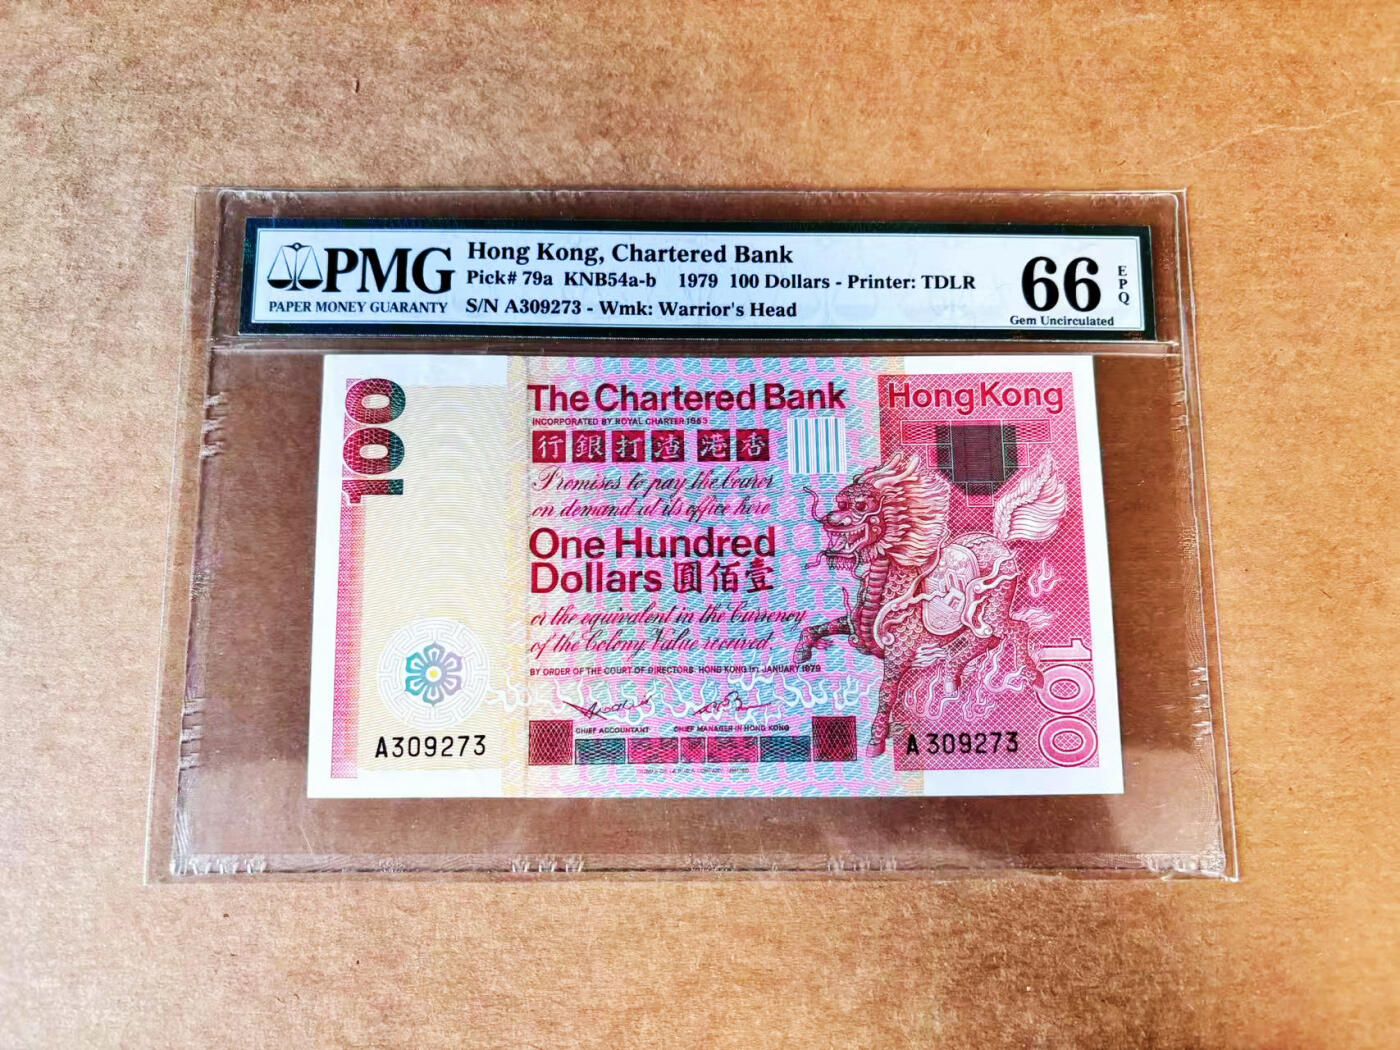 PMG
PAPER MONEY GUARANTY
Hong Kong, Chartered Bank
Pick# 79a KNB54a-b 1979 100 Dollars - Printer: TDLR
S/N A309273 - Wmk: Warrior's Head
66
EPQ
Gem Uncirculated
100
The Chartered Bank
INCORPORATED BY ROYAL CHARTER 1853
行銀打渣 港香
Promises to pay the bearer
on demand at its office here
One Hundred
Dollars 圓佰壹
or the equivalent in the Currency
of the Colony Value received.
BY ORDER OF THE COURT OF DIRECTORS. HONG KONG 1st JANUARY 1979
CHIEF ACCOUNTANT CHIEF MANAGER IN HONG KONG
Hong Kong
100
A309273
A309273